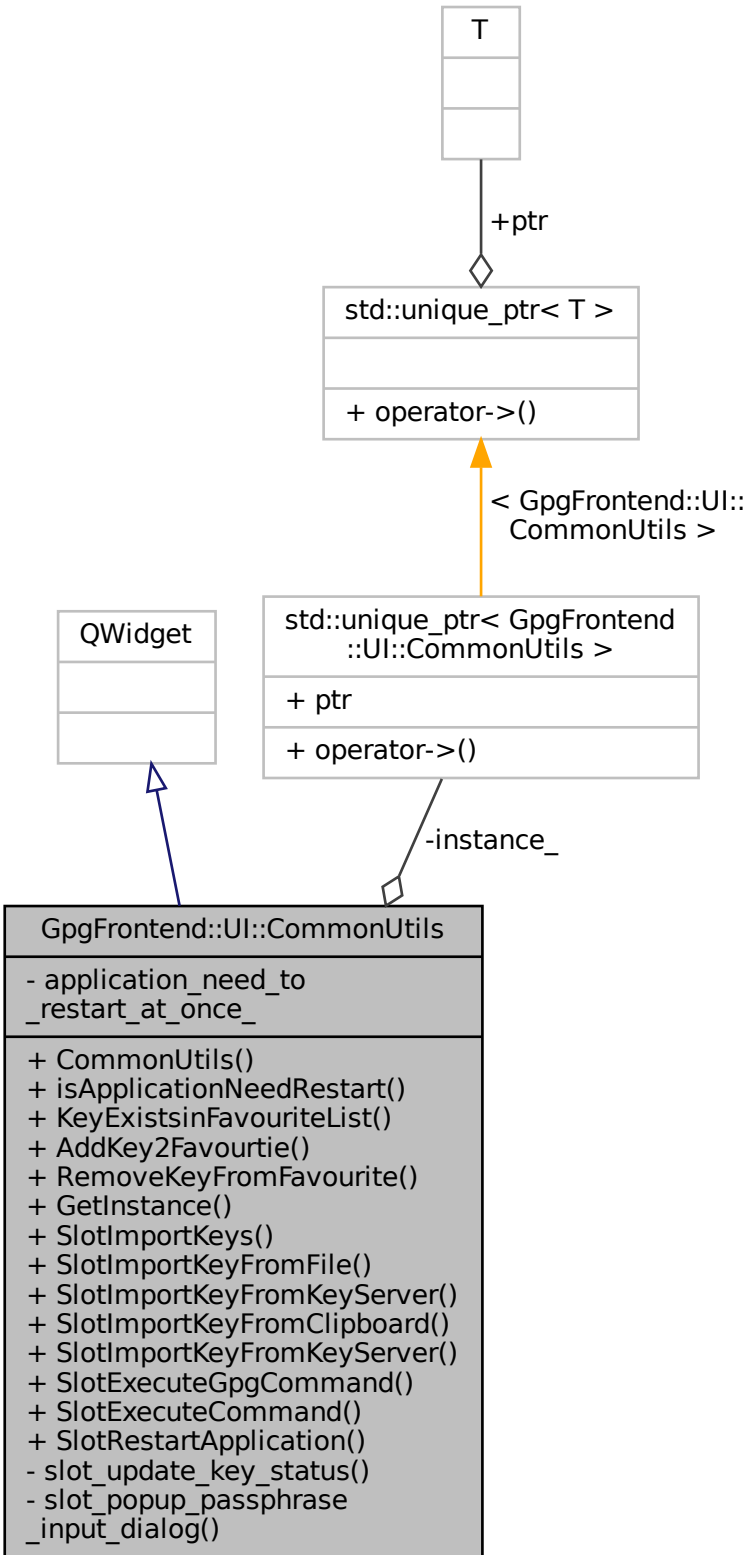 T
+ptr
std::unique_ptr< T >
+ operator->()
< GpgFrontend::UI::
CommonUtils >
QWidget
std::unique_ptr< GpgFrontend
::UI::CommonUtils >
+ ptr
+ operator->()
-instance_
GpgFrontend::UI::CommonUtils
- application_need_to
_restart_at_once_
+ CommonUtils()
+ isApplicationNeedRestart()
+ KeyExistsinFavouriteList()
+ AddKey2Favourtie()
+ RemoveKeyFromFavourite()
+ GetInstance()
+ SlotImportKeys()
+ SlotImportKeyFromFile()
+ SlotImportKeyFromKeyServer()
+ SlotImportKeyFromClipboard()
+ SlotImportKeyFromKeyServer()
+ SlotExecuteGpgCommand()
+ SlotExecuteCommand()
+ SlotRestartApplication()
- slot_update_key_status()
- slot_popup_passphrase
_input_dialog()